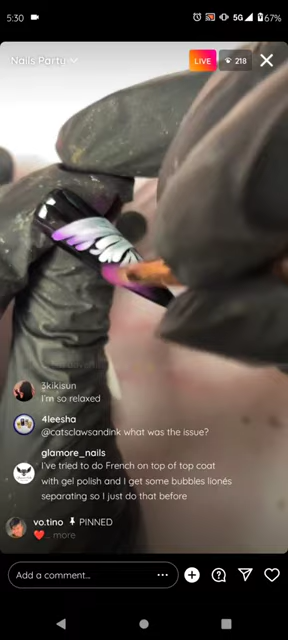 5:30
5G
67%
Nails Party
LIVE
218
3kikisun
I'm so relaxed
4leesha
@catsclawsandink what was the issue?
glamore_nails
I've tried to do French on top of top coat
with gel polish and I get some bubbles lionés
separating so I just do that before
vo.tino PINNED
... more
Add a comment...